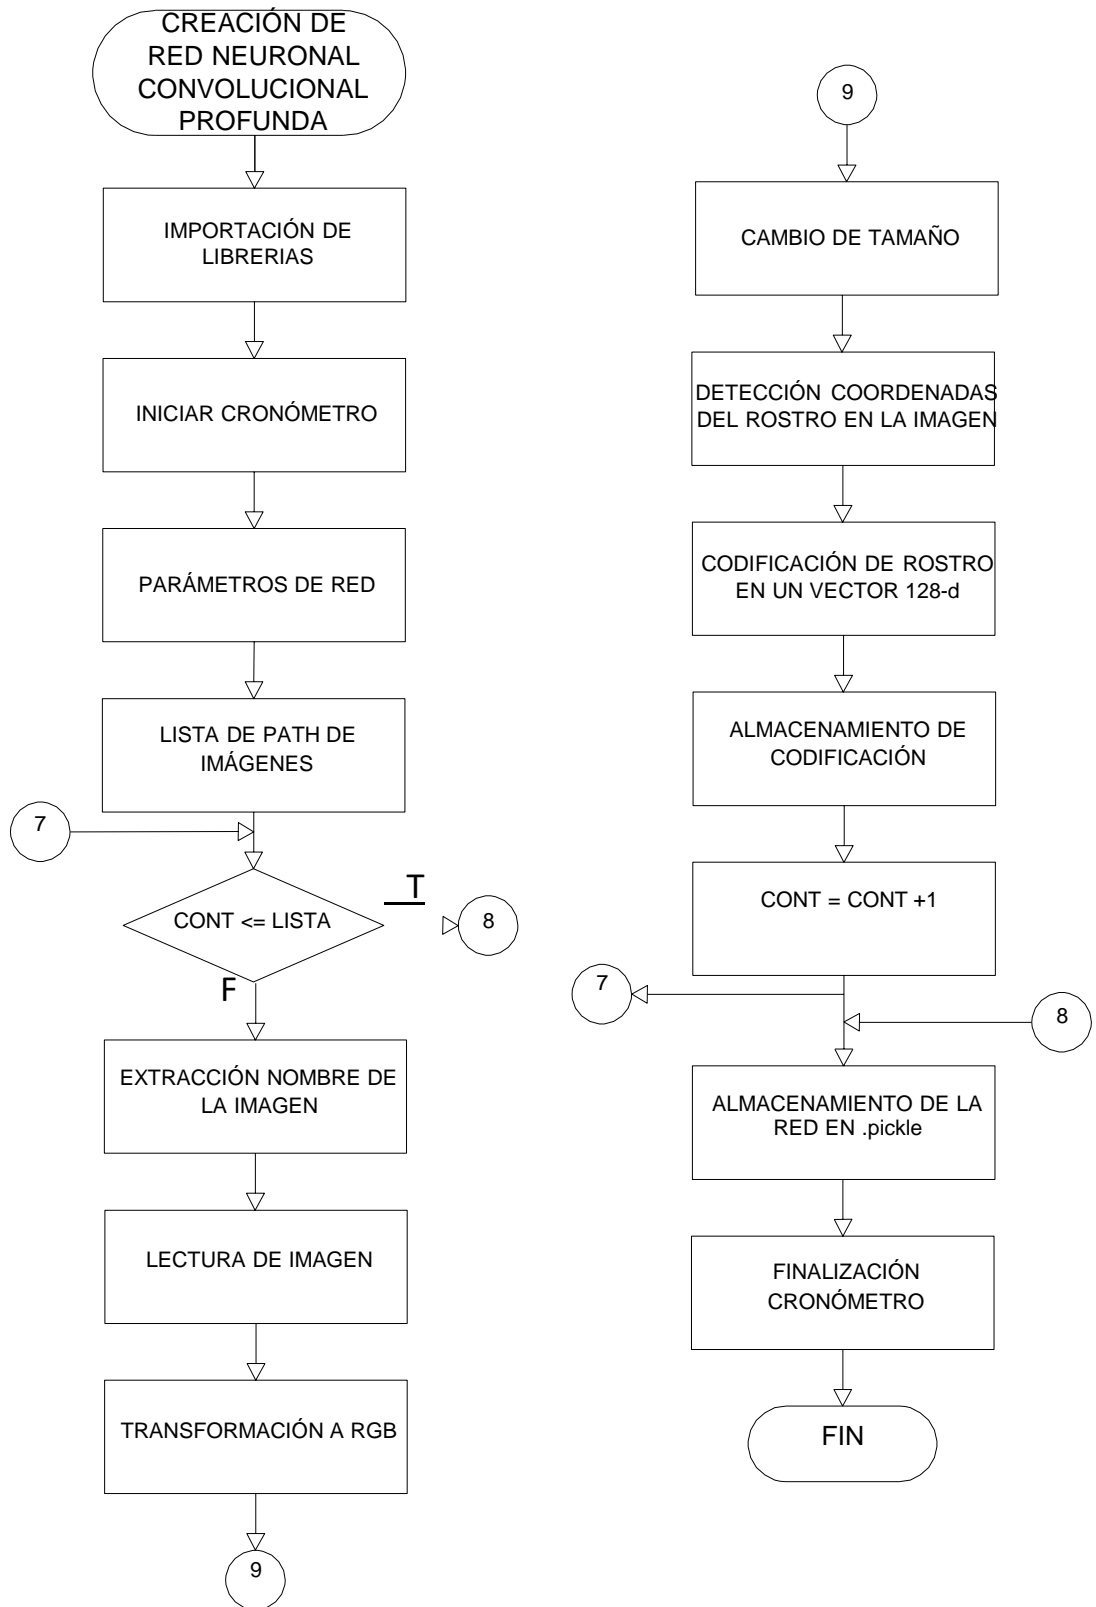 CREACIÓN DE
RED NEURONAL
CONVOLUCIONAL
PROFUNDA
IMPORTACIÓN DE
LIBRERIAS
INICIAR CRONÓMETRO
PARÁMETROS DE RED
LISTA DE PATH DE
IMÁGENES
7
CONT <= LISTA
T
8
F
EXTRACCIÓN NOMBRE DE
LA IMAGEN
LECTURA DE IMAGEN
TRANSFORMACIÓN A RGB
9
9
CAMBIO DE TAMAÑO
DETECCIÓN COORDENADAS
DEL ROSTRO EN LA IMAGEN
CODIFICACIÓN DE ROSTRO
EN UN VECTOR 128-d
ALMACENAMIENTO DE
CODIFICACIÓN
CONT = CONT +1
7
8
ALMACENAMIENTO DE LA
RED EN .pickle
FINALIZACIÓN
CRONÓMETRO
FIN